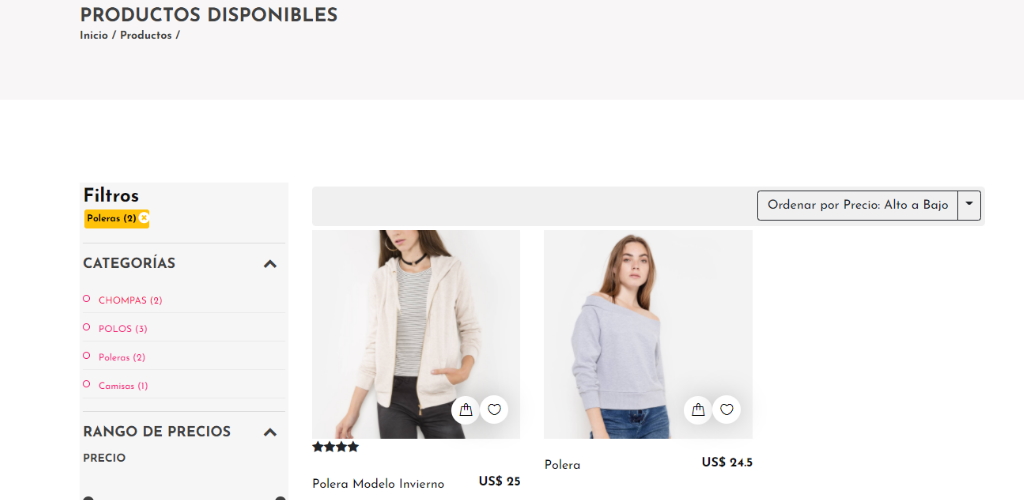 PRODUCTOS DISPONIBLES
Inicio / Productos /
Filtros
Poleras (2)
CATEGORÍAS
CHOMPAS (2)
POLOS (3)
Poleras (2)
Camisas (1)
RANGO DE PRECIOS
PRECIO
Ordenar por Precio: Alto a Bajo
Polera Modelo Invierno
US$ 25
Polera
US$ 24.5